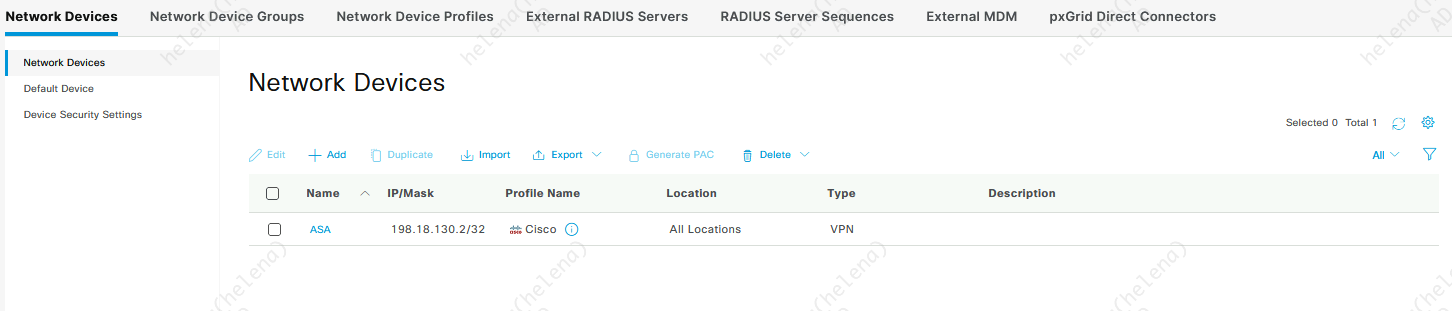 Network Devices Network Device Groups Network Device Profiles External RADIUS Servers RADIUS Server Sequences External MDM pxGrid Direct Connectors
Network Devices
Default Device
Device Security Settings
Network Devices
Selected 0 Total 1
Edit Add Duplicate Import Export Generate PAC Delete All
Name IP/Mask Profile Name Location Type Description
ASA 198.18.130.2/32 Cisco All Locations VPN